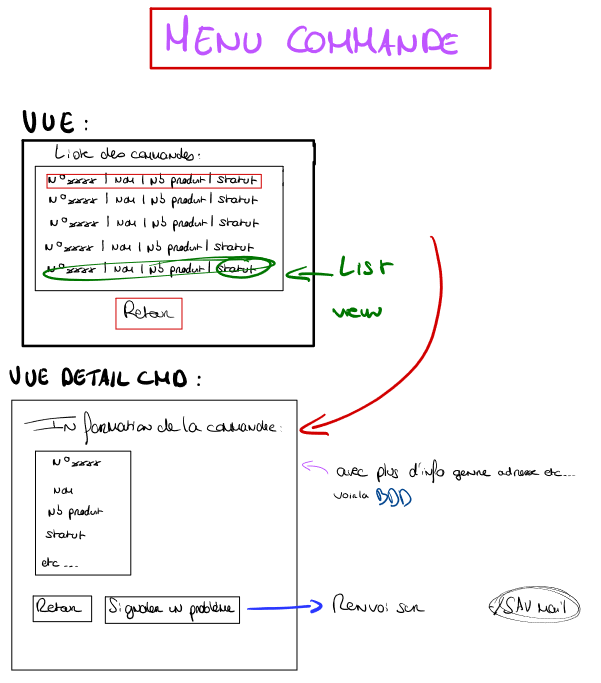 MENU COMMANDE
VUE :
Liste des commandes :
N° xxxx | Nom | Nb produit | Statut
N° xxxx | Nom | Nb produit | Statut
N° xxxx | Nom | Nb produit | Statut
N° xxxx | Nom | Nb produit | Statut
N° xxxx | Nom | Nb produit | Statut
List
view
Retour
VUE DETAIL CMD :
Information de la commande :
N° xxxx
Nom
Nb produit
Statut
etc ...
avec plus d'info genre adresse etc...
voir la BDD
Retour
Signaler un problème
Renvoi sur
SAV mail